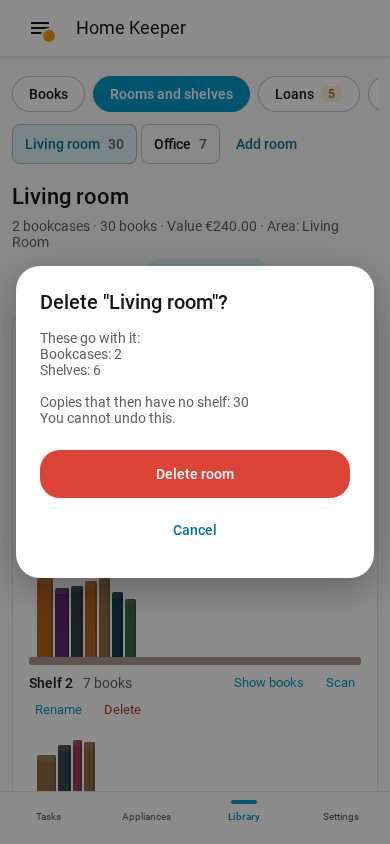 Home Keeper
Books
Rooms and shelves
Loans 5
Living room 30
Office 7
Add room
Living room
2 bookcases · 30 books · Value €240.00 · Area: Living
Room
Delete "Living room"?
These go with it:
Bookcases: 2
Shelves: 6
Copies that then have no shelf: 30
You cannot undo this.
Delete room
Cancel
Shelf 2 7 books
Show books
Scan
Rename
Delete
Tasks
Appliances
Library
Settings